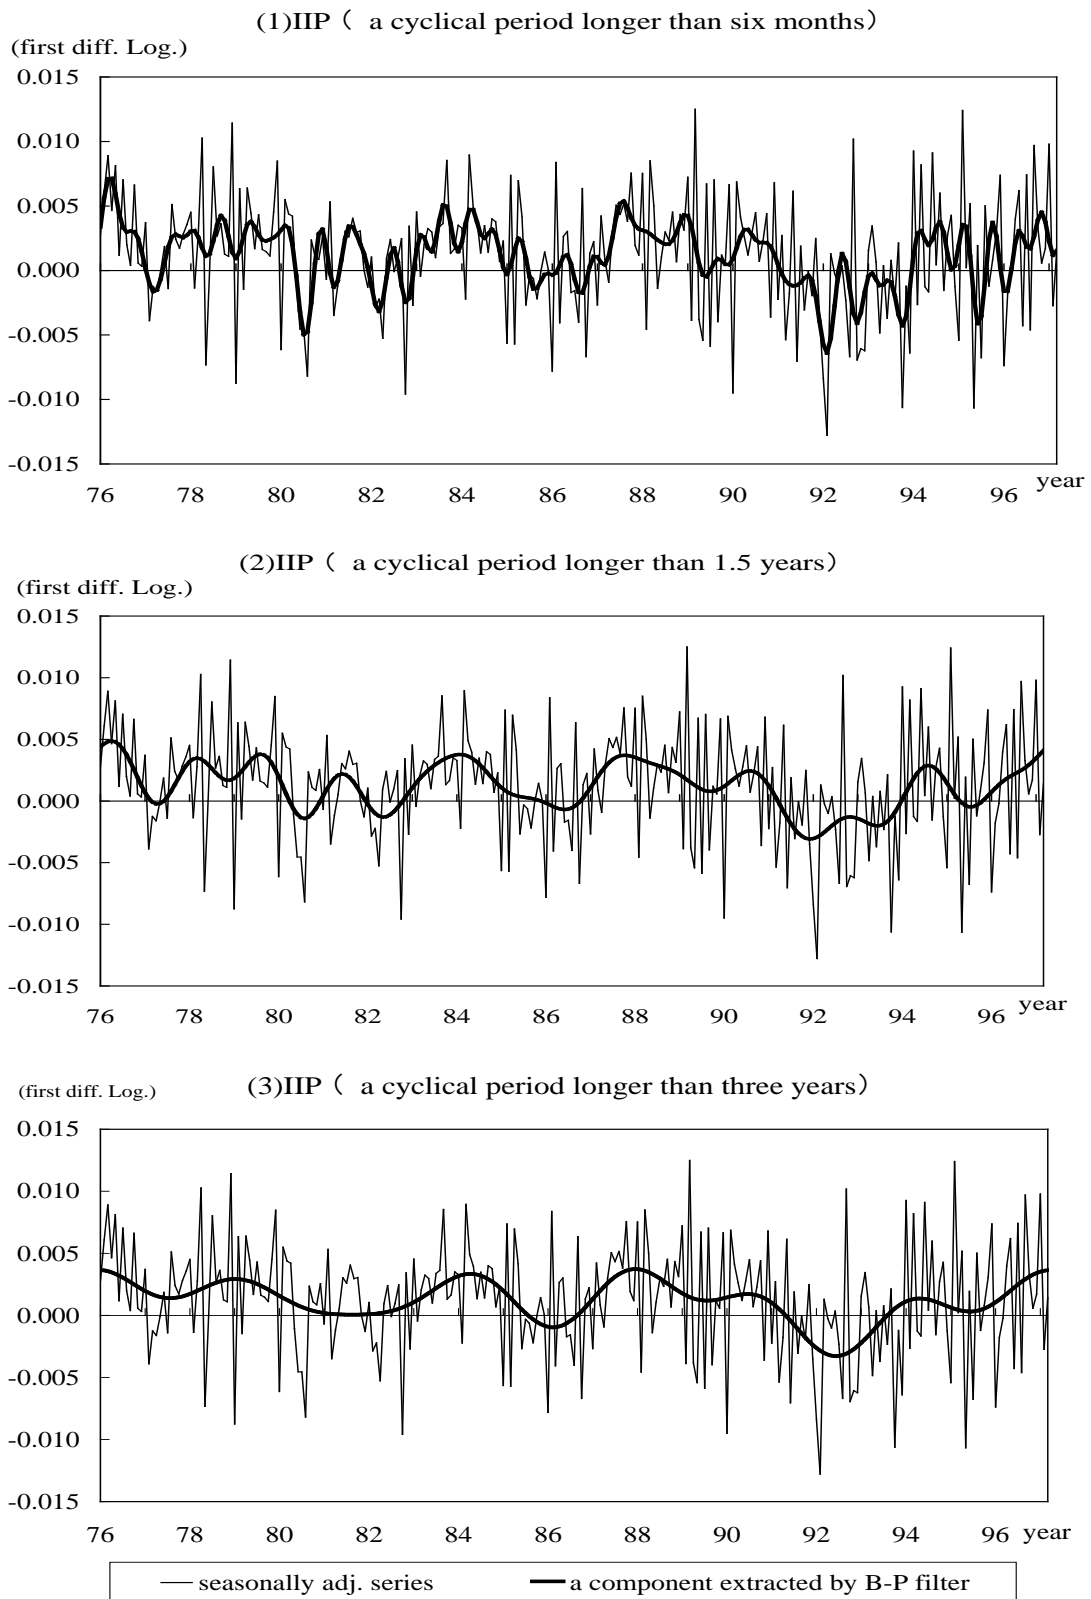 (1)IIP（ a cyclical period longer than six months）
(first diff. Log.)
0.015
0.010
0.005
0.000
-0.005
-0.010
-0.015
76 78 80 82 84 86 88 90 92 94 96 year
(2)IIP（ a cyclical period longer than 1.5 years）
(first diff. Log.)
0.015
0.010
0.005
0.000
-0.005
-0.010
-0.015
76 78 80 82 84 86 88 90 92 94 96 year
(first diff. Log.) (3)IIP（ a cyclical period longer than three years）
0.015
0.010
0.005
0.000
-0.005
-0.010
-0.015
76 78 80 82 84 86 88 90 92 94 96 year
seasonally adj. series a component extracted by B-P filter